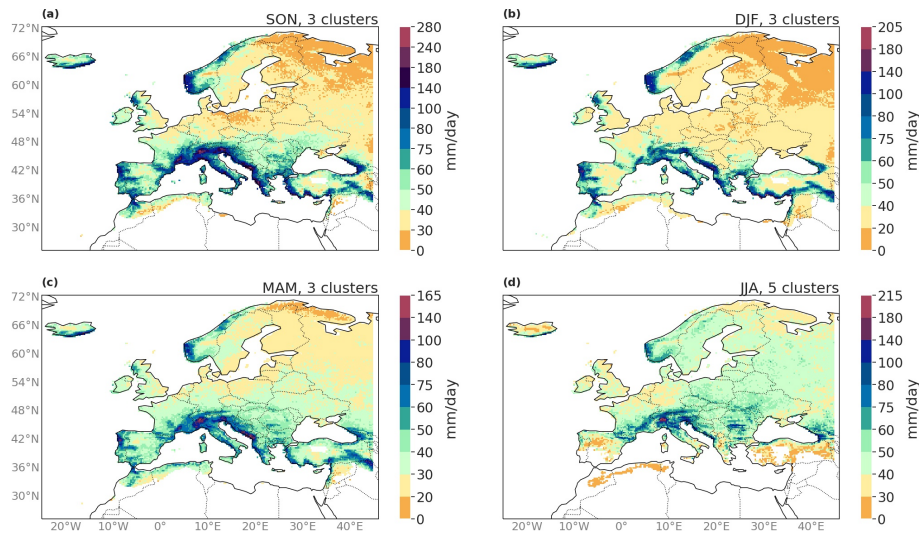 (a)
SON, 3 clusters
72°N
66°N
60°N
54°N
48°N
42°N
36°N
30°N
280
240
180
140
100
80
75
60
50
40
30
0
mm/day
(b)
DJF, 3 clusters
205
180
140
100
80
75
60
50
40
20
0
mm/day
(c)
MAM, 3 clusters
72°N
66°N
60°N
54°N
48°N
42°N
36°N
30°N
20°W
10°W
0°
10°E
20°E
30°E
40°E
165
140
100
80
75
60
50
40
30
20
0
mm/day
(d)
JJA, 5 clusters
20°W
10°W
0°
10°E
20°E
30°E
40°E
215
180
140
100
80
75
60
50
40
30
0
mm/day